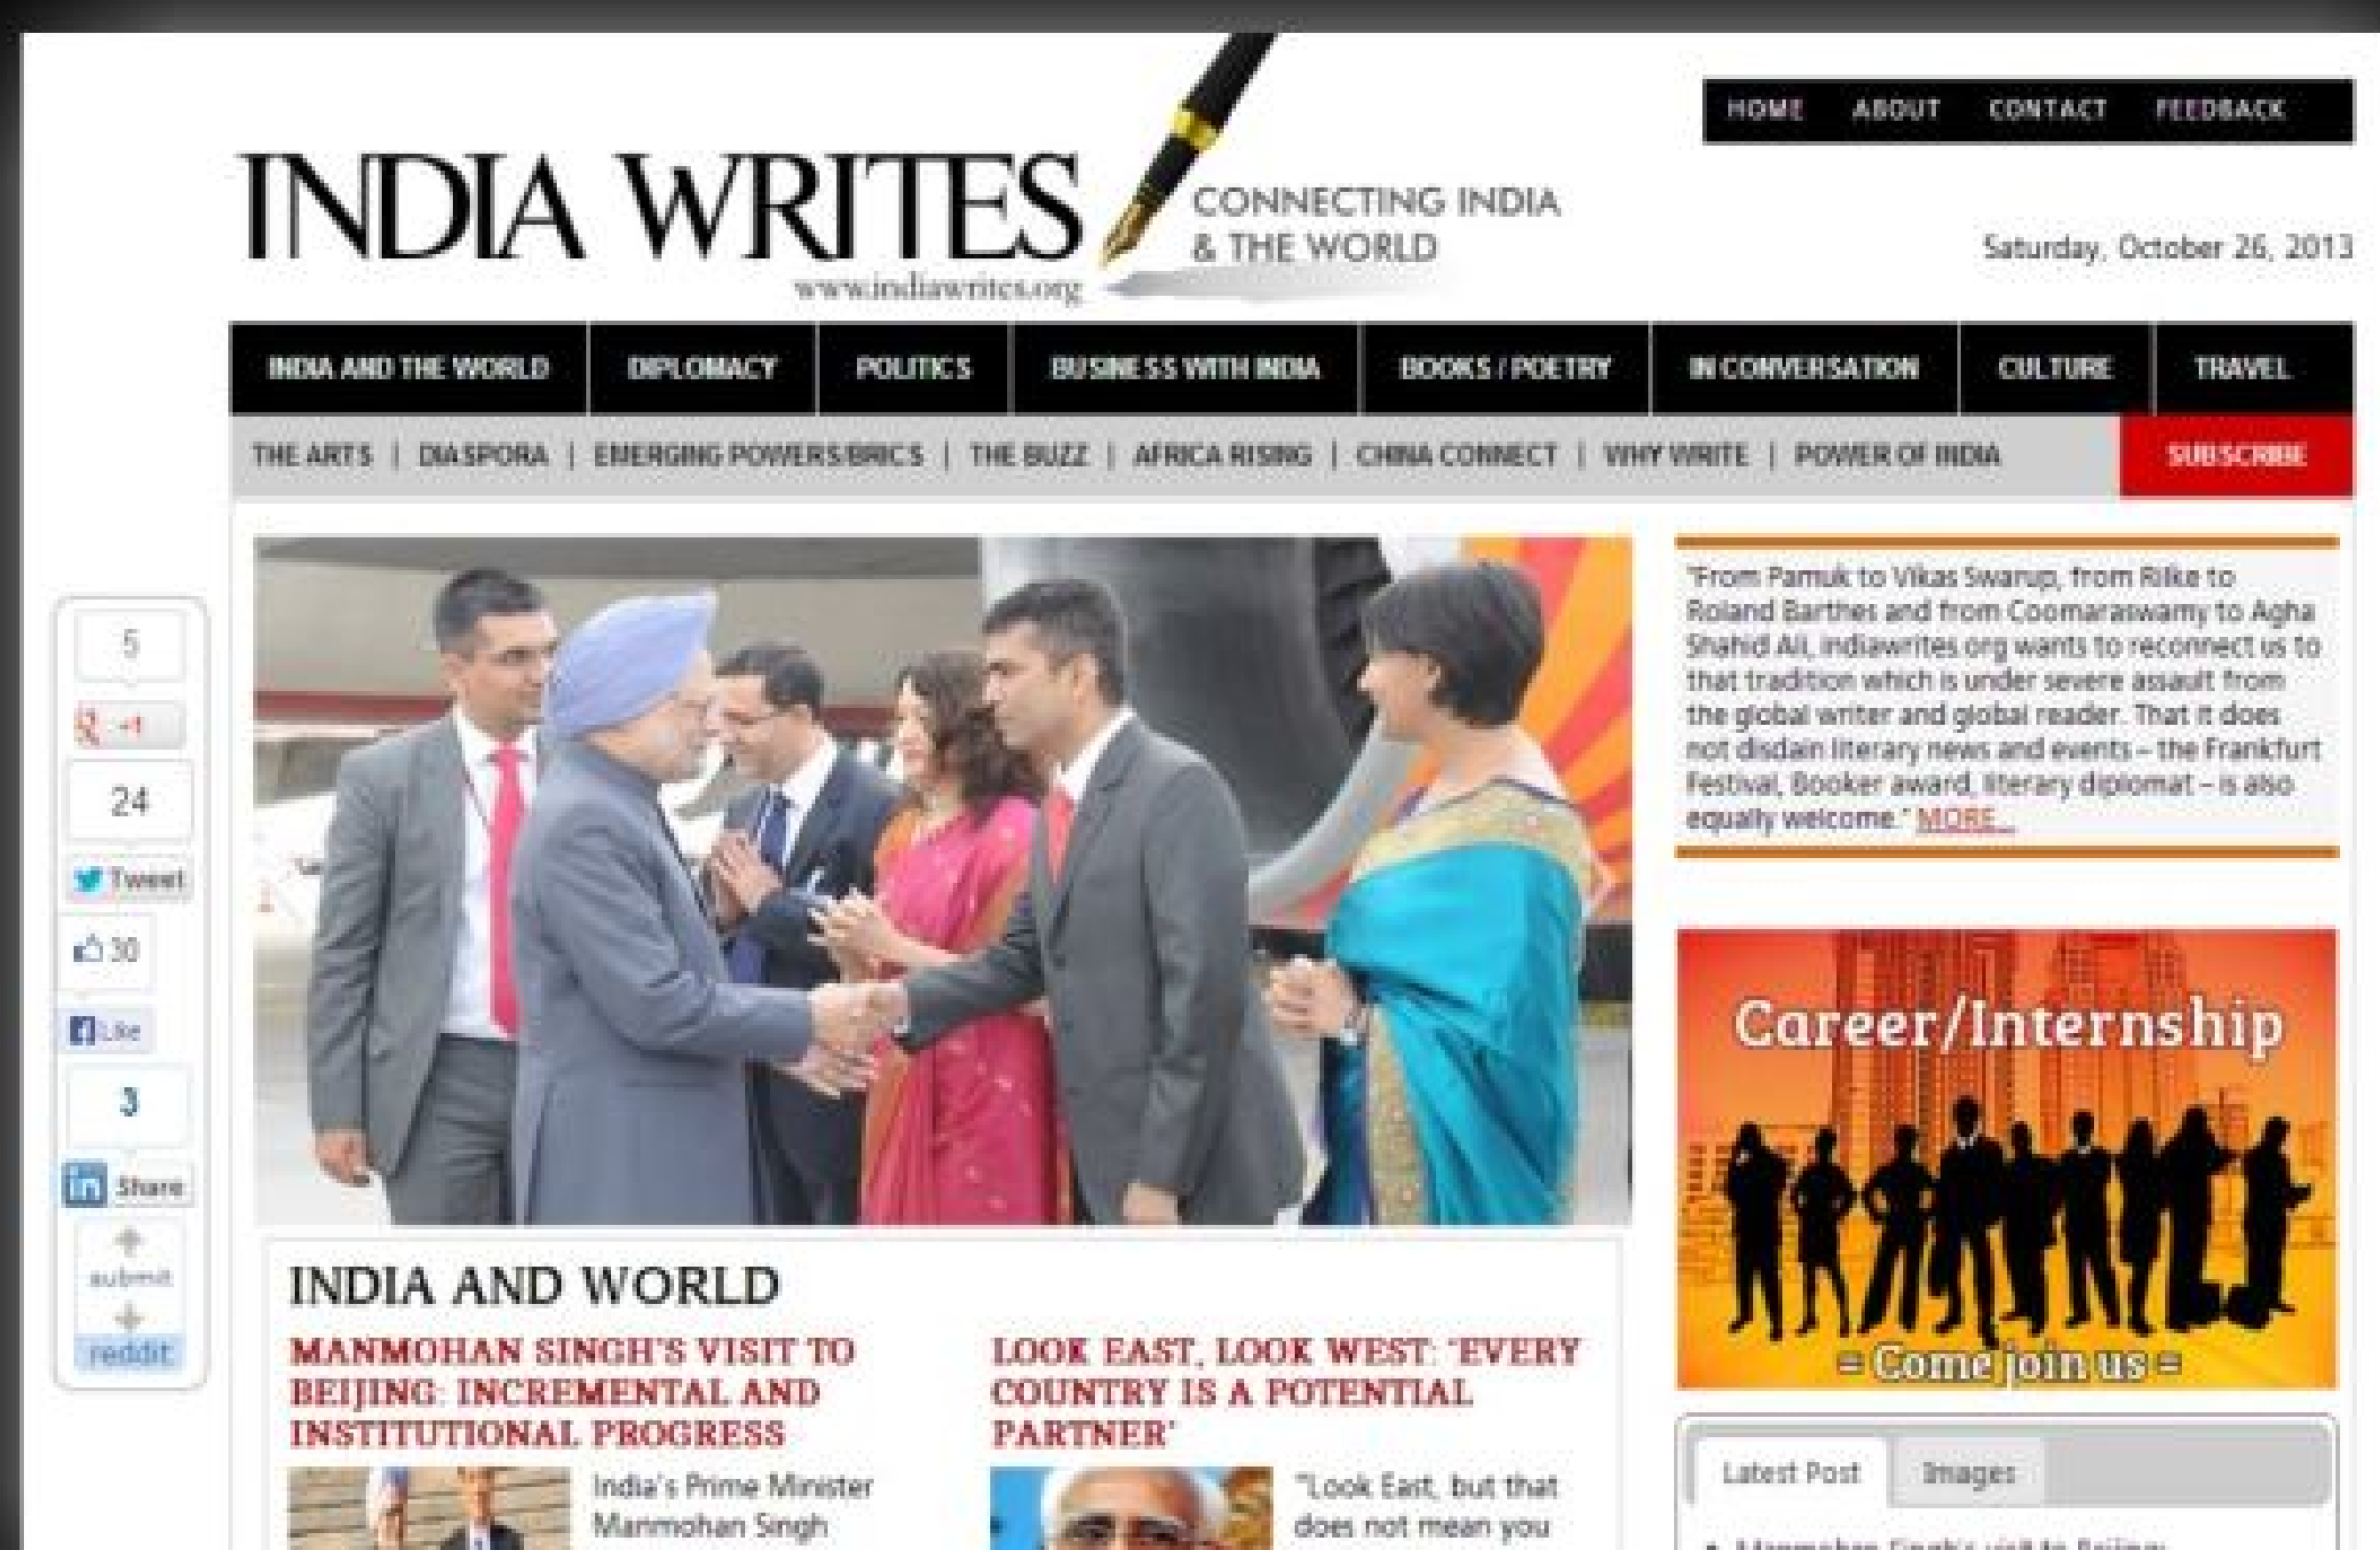 HOME ABOUT CONTACT FEEDBACK
INDIA WRITES
CONNECTING INDIA
& THE WORLD
www.indiawrites.org
Saturday, October 26, 2013
INDIA AND THE WORLD DIPLOMACY POLITICS BUSINESS WITH INDIA BOOKS / POETRY IN CONVERSATION CULTURE TRAVEL
THE ARTS | DIASPORA | EMERGING POWERS/BRICS | THE BUZZ | AFRICA RISING | CHINA CONNECT | WHY WRITE | POWER OF INDIA SUBSCRIBE
5
+1
24
Tweet
30
Like
3
in Share
submit
reddit
"From Pamuk to Vikas Swarup, from Rilke to
Roland Barthes and from Coomaraswamy to Agha
Shahid Ali, indiawrites.org wants to reconnect us to
that tradition which is under severe assault from
the global writer and global reader. That it does
not disdain literary news and events – the Frankfurt
Festival, Booker award, literary diplomat – is also
equally welcome." MORE...
Career/Internship
= Come join us =
INDIA AND WORLD
MANMOHAN SINGH'S VISIT TO
BEIJING: INCREMENTAL AND
INSTITUTIONAL PROGRESS
India's Prime Minister
Manmohan Singh
LOOK EAST, LOOK WEST: 'EVERY
COUNTRY IS A POTENTIAL
PARTNER'
"Look East, but that
does not mean you
Latest Post Images
Manmohan Singh's visit to Beijing: